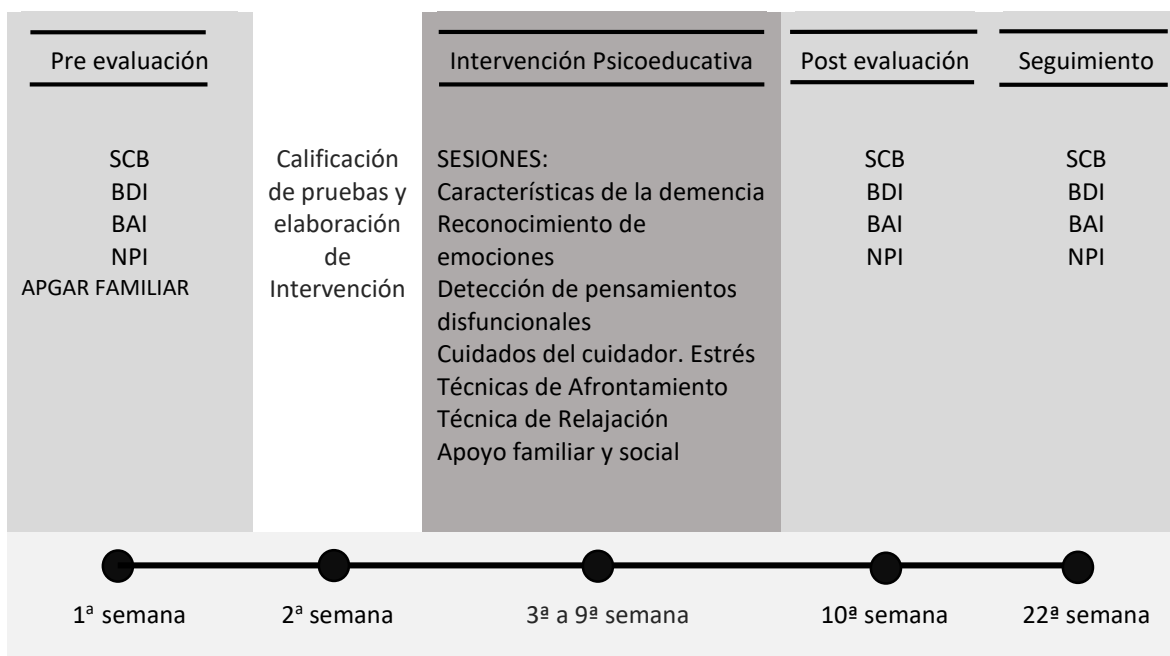 Pre evaluación
SCB
BDI
BAI
NPI
APGAR FAMILIAR
Calificación
de pruebas y
elaboración
de
Intervención
Intervención Psicoeducativa
SESIONES:
Características de la demencia
Reconocimiento de
emociones
Detección de pensamientos
disfuncionales
Cuidados del cuidador. Estrés
Técnicas de Afrontamiento
Técnica de Relajación
Apoyo familiar y social
Post evaluación
SCB
BDI
BAI
NPI
Seguimiento
SCB
BDI
BAI
NPI
1ª semana
2ª semana
3ª a 9ª semana
10ª semana
22ª semana